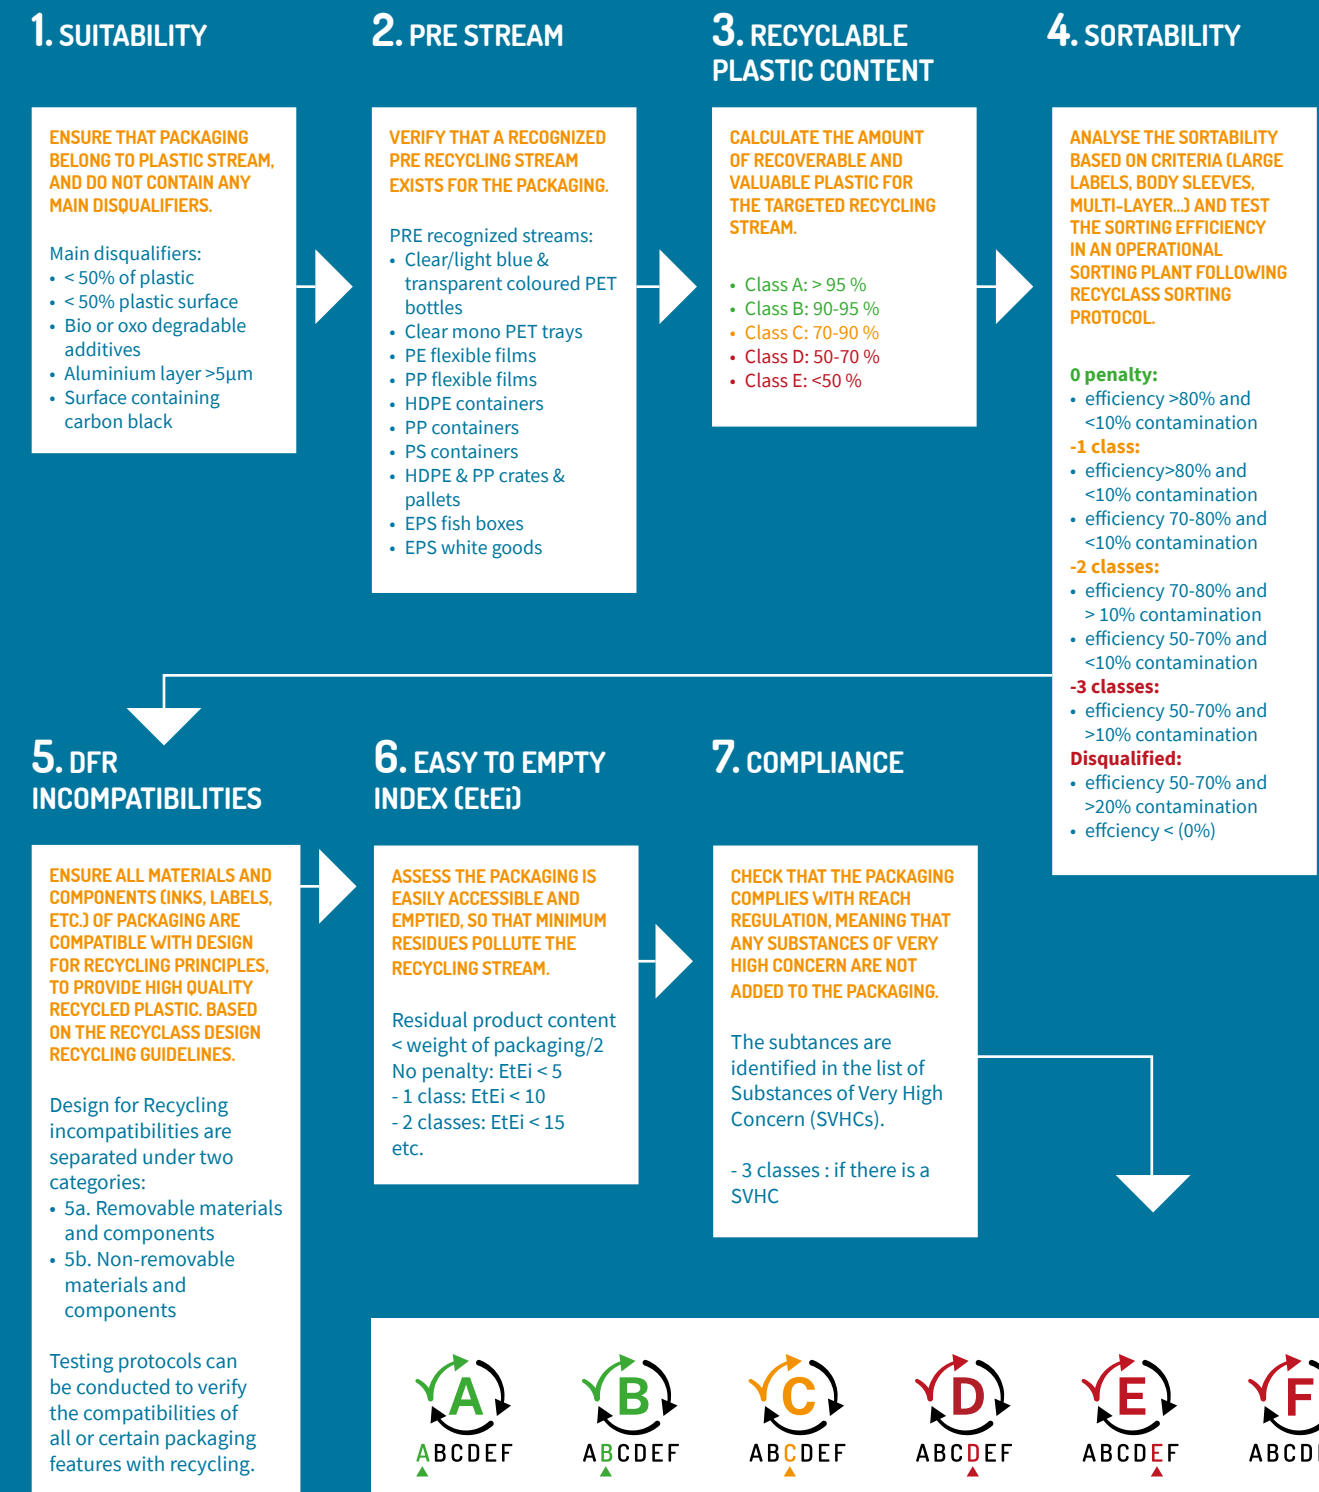 1. SUITABILITY
ENSURE THAT PACKAGING
BELONG TO PLASTIC STREAM,
AND DO NOT CONTAIN ANY
MAIN DISQUALIFIERS.
Main disqualifiers:
• < 50% of plastic
• < 50% plastic surface
• Bio or oxo degradable
additives
• Aluminium layer >5μm
• Surface containing
carbon black
2. PRE STREAM
VERIFY THAT A RECOGNIZED
PRE RECYCLING STREAM
EXISTS FOR THE PACKAGING.
PRE recognized streams:
• Clear/light blue &
transparent coloured PET
bottles
• Clear mono PET trays
• PE flexible films
• PP flexible films
• HDPE containers
• PP containers
• PS containers
• HDPE & PP crates &
pallets
• EPS fish boxes
• EPS white goods
3. RECYCLABLE
PLASTIC CONTENT
CALCULATE THE AMOUNT
OF RECOVERABLE AND
VALUABLE PLASTIC FOR
THE TARGETED RECYCLING
STREAM.
• Class A: > 95 %
• Class B: 90-95 %
• Class C: 70-90 %
• Class D: 50-70 %
• Class E: <50 %
4. SORTABILITY
ANALYSE THE SORTABILITY
BASED ON CRITERIA (LARGE
LABELS, BODY SLEEVES,
MULTI-LAYER...) AND TEST
THE SORTING EFFICIENCY
IN AN OPERATIONAL
SORTING PLANT FOLLOWING
RECYCLASS SORTING
PROTOCOL.
0 penalty:
• efficiency >80% and
<10% contamination
-1 class:
• efficiency>80% and
<10% contamination
• efficiency 70-80% and
<10% contamination
-2 classes:
• efficiency 70-80% and
> 10% contamination
• efficiency 50-70% and
<10% contamination
-3 classes:
• efficiency 50-70% and
>10% contamination
Disqualified:
• efficiency 50-70% and
>20% contamination
• effciency < (0%)
5. DFR
INCOMPATIBILITIES
ENSURE ALL MATERIALS AND
COMPONENTS (INKS, LABELS,
ETC.) OF PACKAGING ARE
COMPATIBLE WITH DESIGN
FOR RECYCLING PRINCIPLES,
TO PROVIDE HIGH QUALITY
RECYCLED PLASTIC. BASED
ON THE RECYCLASS DESIGN
RECYCLING GUIDELINES.
Design for Recycling
incompatibilities are
separated under two
categories:
• 5a. Removable materials
and components
• 5b. Non-removable
materials and
components
Testing protocols can
be conducted to verify
the compatibilities of
all or certain packaging
features with recycling.
6. EASY TO EMPTY
INDEX (EtEi)
ASSESS THE PACKAGING IS
EASILY ACCESSIBLE AND
EMPTIED, SO THAT MINIMUM
RESIDUES POLLUTE THE
RECYCLING STREAM.
Residual product content
< weight of packaging/2
No penalty: EtEi < 5
- 1 class: EtEi < 10
- 2 classes: EtEi < 15
etc.
7. COMPLIANCE
CHECK THAT THE PACKAGING
COMPLIES WITH REACH
REGULATION, MEANING THAT
ANY SUBSTANCES OF VERY
HIGH CONCERN ARE NOT
ADDED TO THE PACKAGING.
The subtances are
identified in the list of
Substances of Very High
Concern (SVHCs).
- 3 classes : if there is a
SVHC
A
ABCDEF
B
ABCDEF
C
ABCDEF
D
ABCDEF
E
ABCDEF
F
ABCD